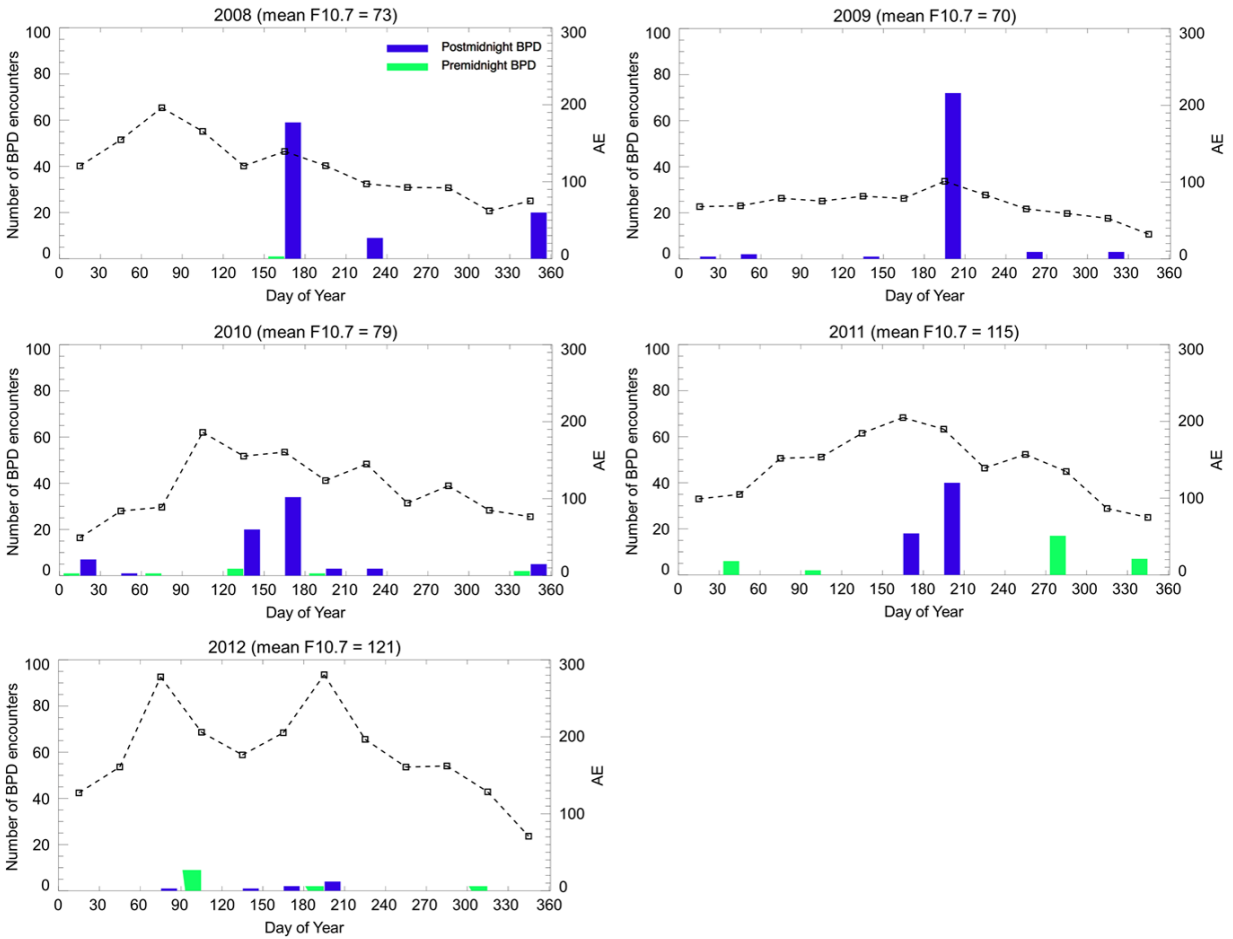 2008 (mean F10.7 = 73)
Number of BPD encounters
100
80
60
40
20
0
Postmidnight BPD
Premidnight BPD
300
200
100
0
AE
0 30 60 90 120 150 180 210 240 270 300 330 360
Day of Year
2009 (mean F10.7 = 70)
Number of BPD encounters
100
80
60
40
20
0
300
200
100
0
AE
0 30 60 90 120 150 180 210 240 270 300 330 360
Day of Year
2010 (mean F10.7 = 79)
Number of BPD encounters
100
80
60
40
20
0
300
200
100
0
AE
0 30 60 90 120 150 180 210 240 270 300 330 360
Day of Year
2011 (mean F10.7 = 115)
Number of BPD encounters
100
80
60
40
20
0
300
200
100
0
AE
0 30 60 90 120 150 180 210 240 270 300 330 360
Day of Year
2012 (mean F10.7 = 121)
Number of BPD encounters
100
80
60
40
20
0
300
200
100
0
AE
0 30 60 90 120 150 180 210 240 270 300 330 360
Day of Year